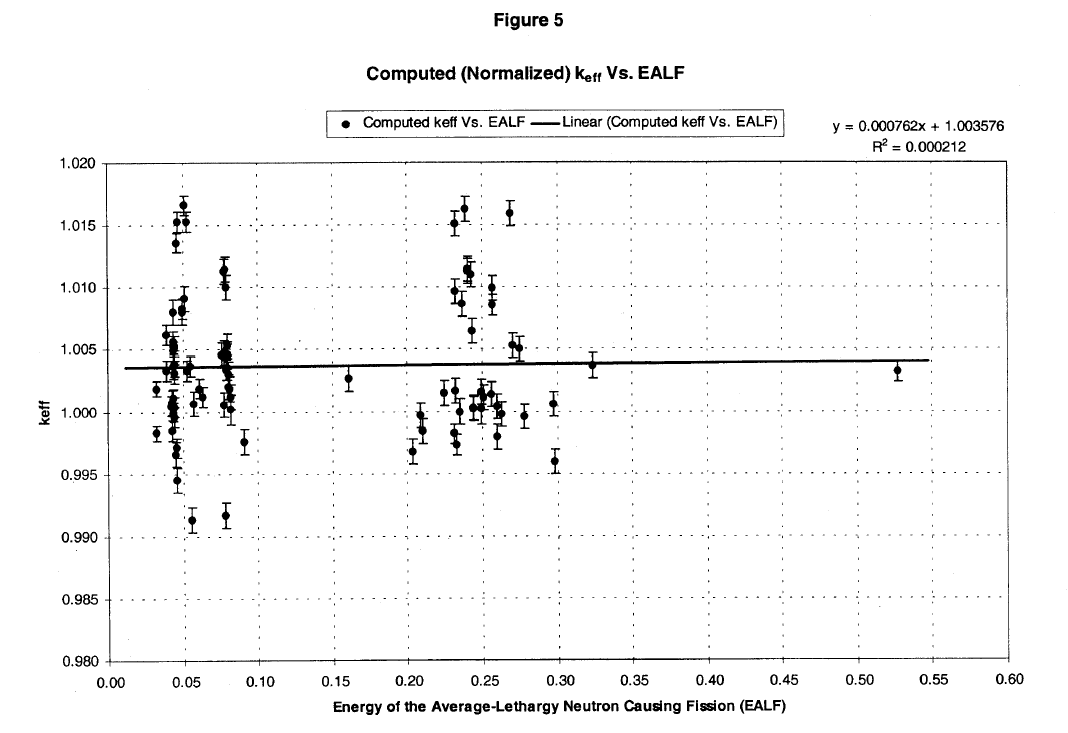 Figure 5
Computed (Normalized) keff Vs. EALF
Computed keff Vs. EALF Linear (Computed keff Vs. EALF)
y = 0.000762x + 1.003576
R² = 0.000212
1.020
1.015
1.010
1.005
1.000
0.995
0.990
0.985
0.980
keff
0.00 0.05 0.10 0.15 0.20 0.25 0.30 0.35 0.40 0.45 0.50 0.55 0.60
Energy of the Average-Lethargy Neutron Causing Fission (EALF)